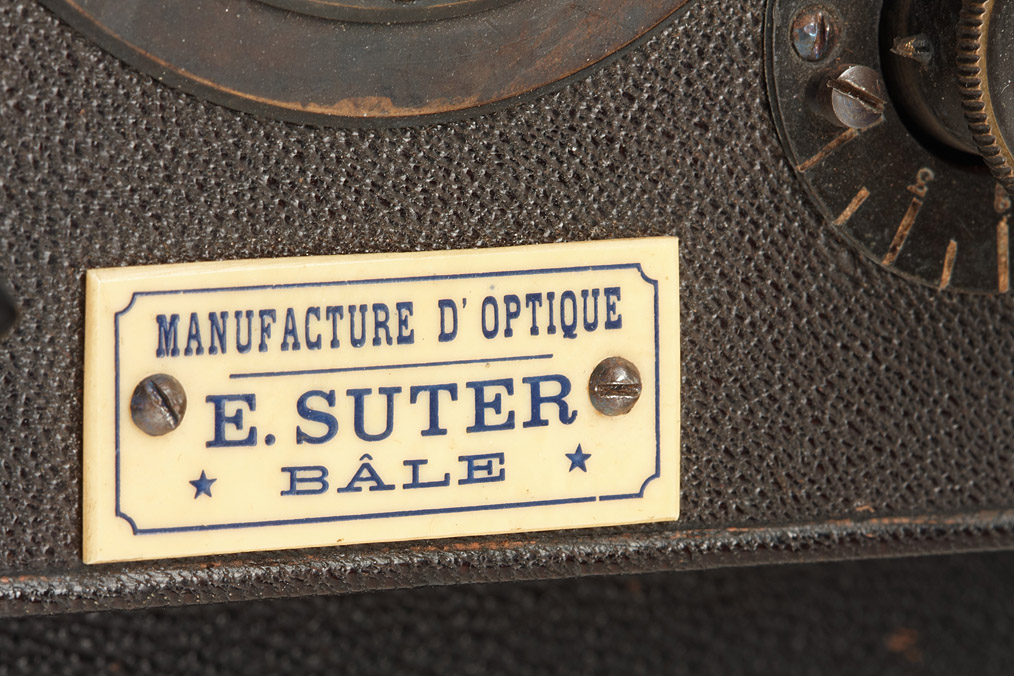 MANUFACTURE D' OPTIQUE
E. SUTER
BÂLE